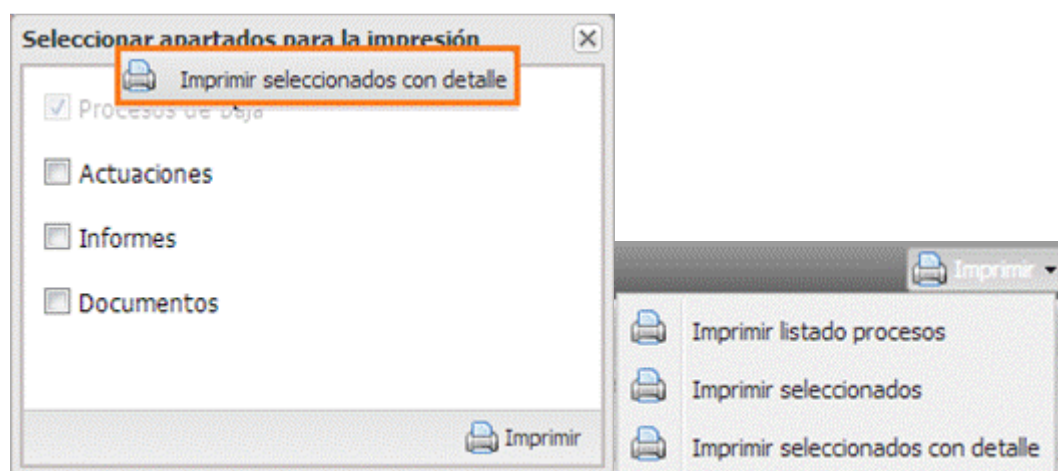 Seleccionar apartados para la impresión
Imprimir seleccionados con detalle
Procesos de baja
Actuaciones
Informes
Documentos
Imprimir
Imprimir
Imprimir listado procesos
Imprimir seleccionados
Imprimir seleccionados con detalle